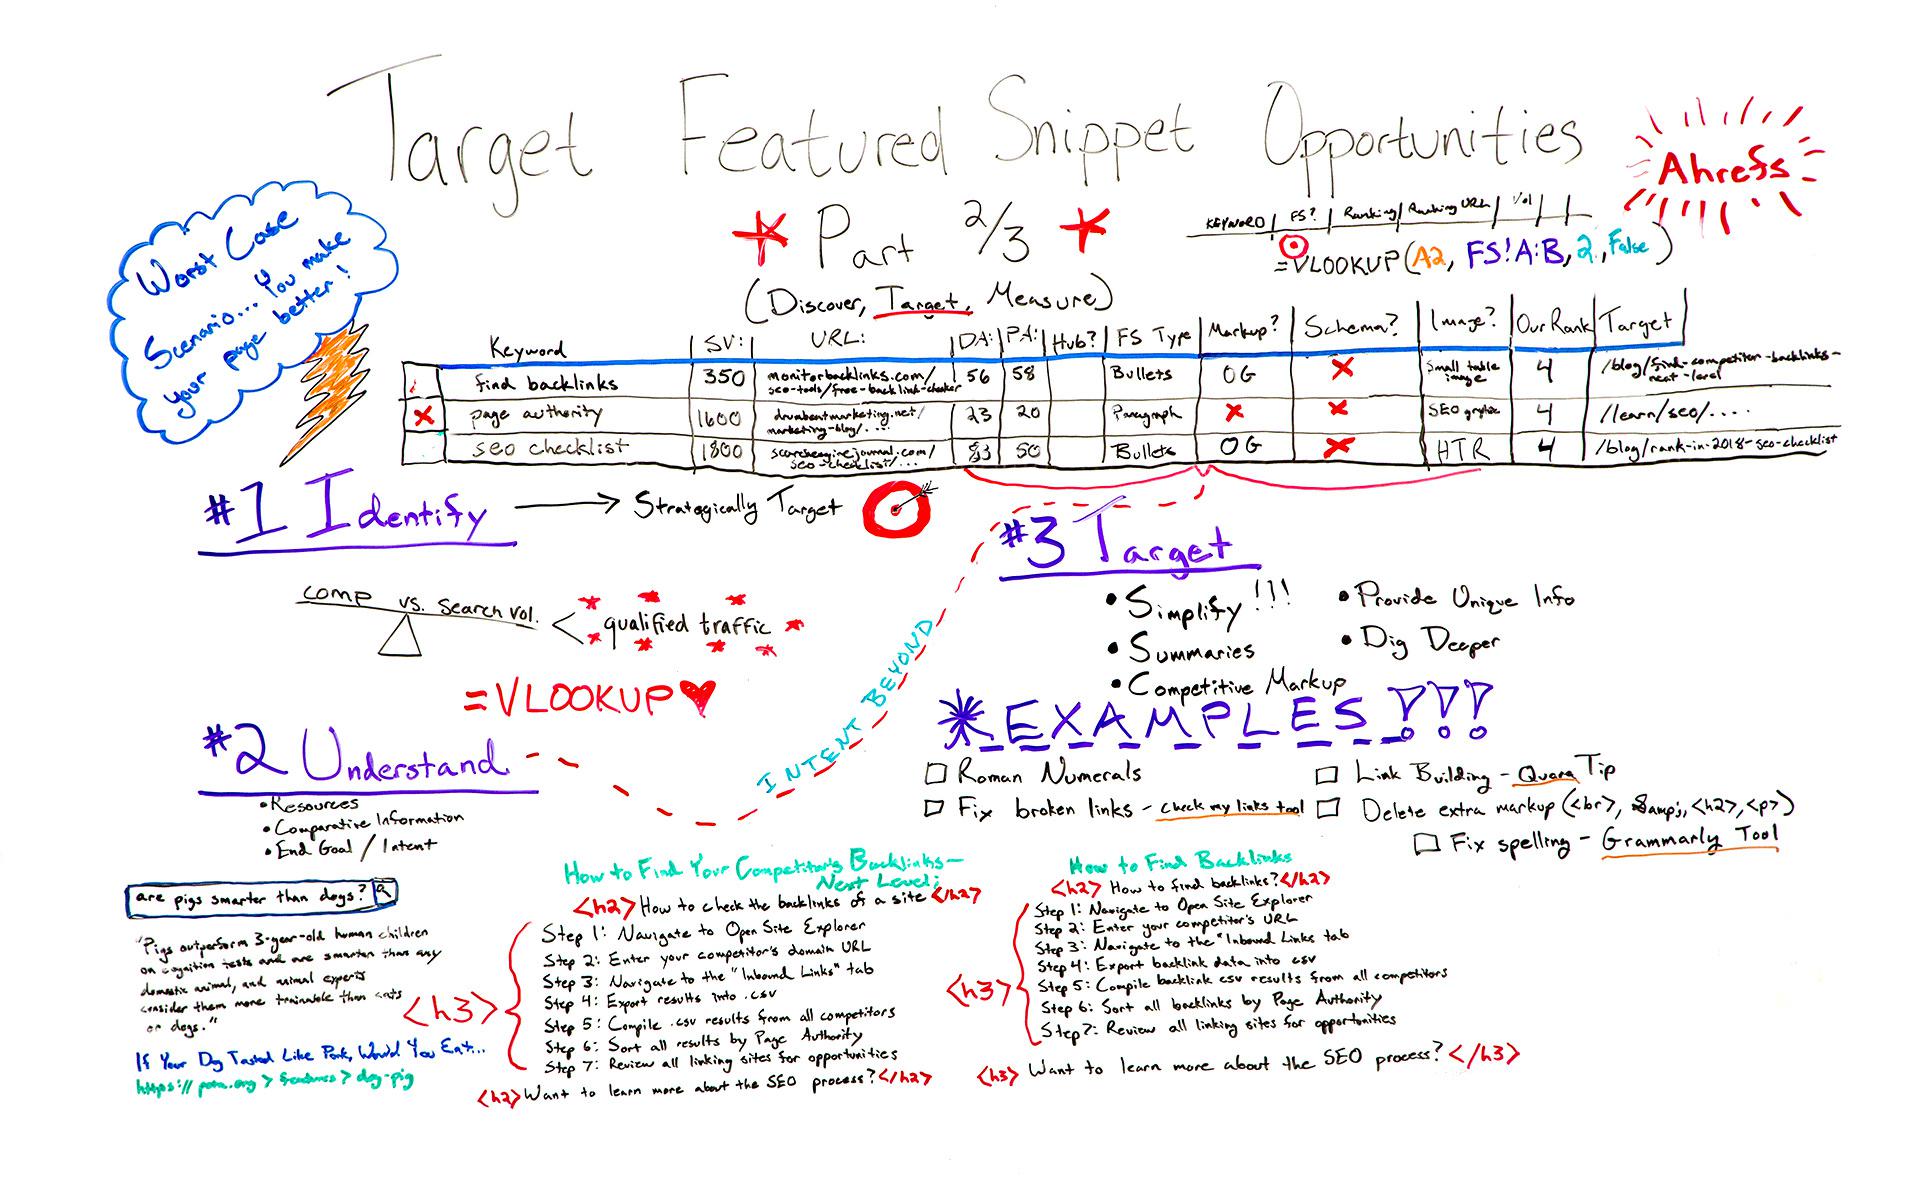 Target Featured Snippet Opportunities
Part 2/3
(Discover, Target, Measure)
Ahrefs
Worst Case
Scenario... You make
your page better!
KEYWORD | FS? | Ranking | Ranking URL | Vol
=VLOOKUP(A2, FS!A:B, 2, False)
Keyword | SV: | URL: | DA: | PA: | Hub? | FS Type | Markup? | Schema? | Image? | Our Rank | Target
find backlinks 350 monitorbacklinks.com/ seo-tools/free-backlink-checker 56 58 Bullets OG X Small table image 4 /blog/find-competitor-backlinks-next-level
X page authority 1600 drumbeatmarketing.net/ marketing-blog/... 23 20 Paragraph X X SEO 4 /learn/seo/....
seo checklist 1800 searchenginejournal.com/ seo-checklist/... 83 50 Bullets OG X HTR 4 /blog/rank-in-2018-seo-checklist
#1 Identify
Strategically Target
comp vs. search vol. < qualified traffic
=VLOOKUP
#2 Understand
• Resources
• Comparative Information
• End Goal / Intent
INTENT BEYOND
#3 Target
• Simplify!!!
• Summaries
• Competitive Markup
• Provide Unique Info
• Dig Deeper
*EXAMPLES!!!
Roman Numerals
Fix broken links - check my links tool
Link Building - Quora Tip
Delete extra markup (<br>, &amp;, <h2>, <p>)
Fix spelling - Grammarly Tool
are pigs smarter than dogs?
"Pigs outperform 3-year-old human children
on cognition tests and are smarter than any
domestic animal, and animal experts
consider them more trainable than cats
or dogs."
If Your Dog Tasted Like Pork, Would You Eat...
https:// peta.org > features > dog-pig
How to Find Your Competitor's Backlinks-
Next Level:
<h2> How to check the backlinks of a site </h2>
<h3>
Step 1: Navigate to Open Site Explorer
Step 2: Enter your competitor's domain URL
Step 3: Navigate to the "Inbound Links" tab
Step 4: Export results into .csv
Step 5: Compile .csv results from all competitors
Step 6: Sort all results by Page Authority
Step 7: Review all linking sites for opportunities
<h2> Want to learn more about the SEO process? </h2>
How to Find Backlinks
<h2> How to find backlinks? </h2>
<h3>
Step 1: Navigate to Open Site Explorer
Step 2: Enter your competitor's URL
Step 3: Navigate to the "Inbound Links tab
Step 4: Export backlink data into csv
Step 5: Compile backlink csv results from all competitors
Step 6: Sort all backlinks by Page Authority
Step 7: Review all linking sites for opportunities
<h3> Want to learn more about the SEO process? </h3>